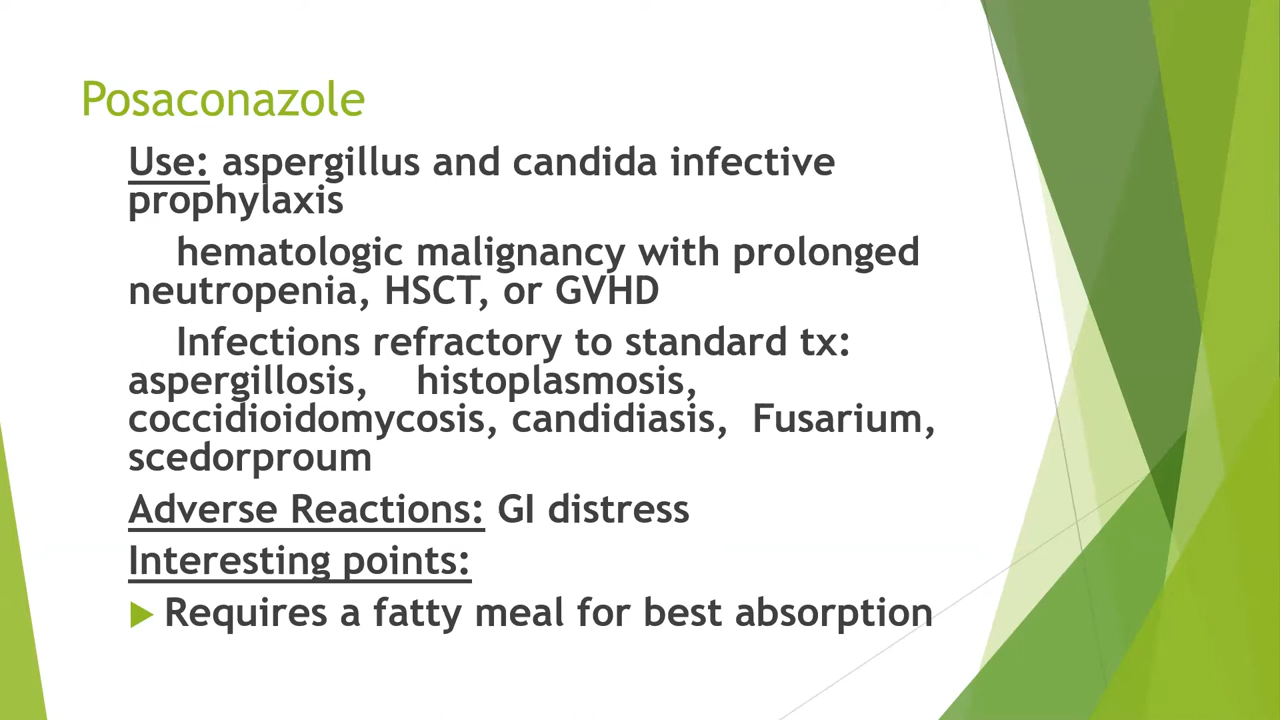 Posaconazole
Use: aspergillus and candida infective
prophylaxis
hematologic malignancy with prolonged
neutropenia, HSCT, or GVHD
Infections refractory to standard tx:
aspergillosis, histoplasmosis,
coccidioidomycosis, candidiasis, Fusarium,
scedorproum
Adverse Reactions: GI distress
Interesting points:
Requires a fatty meal for best absorption